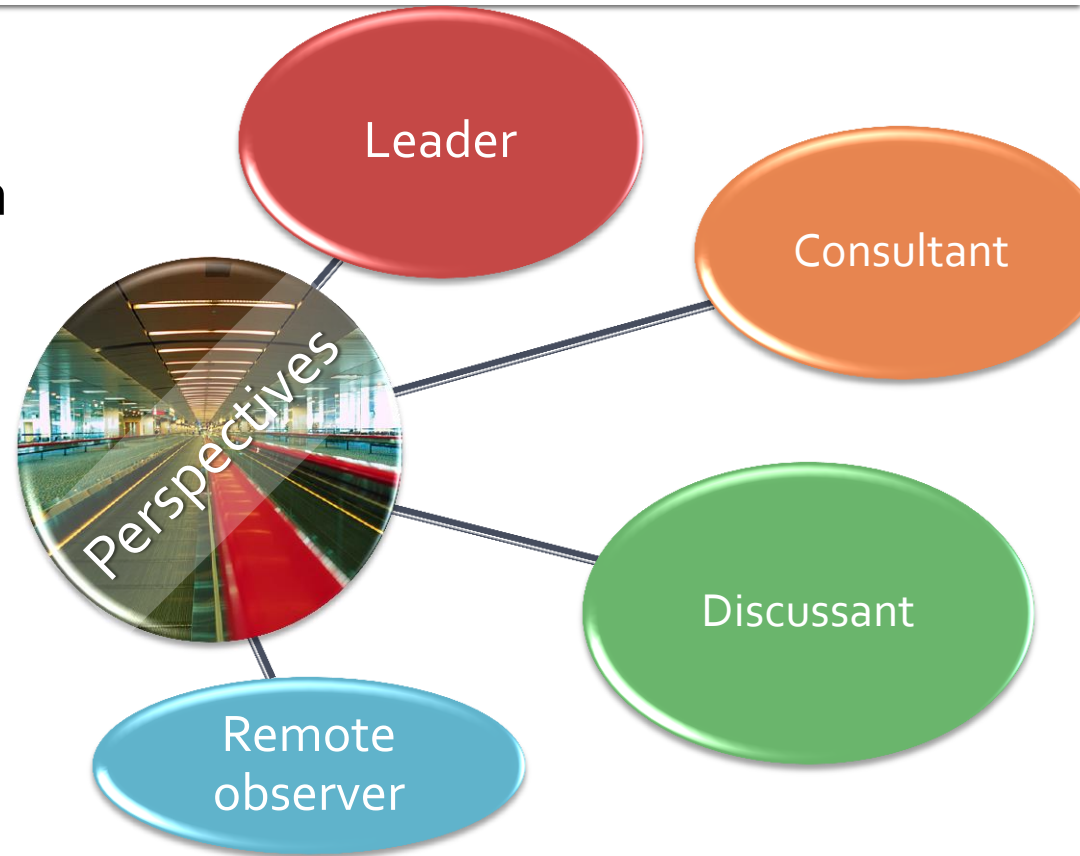 Leader
Consultant
Perspectives
Discussant
Remote
observer